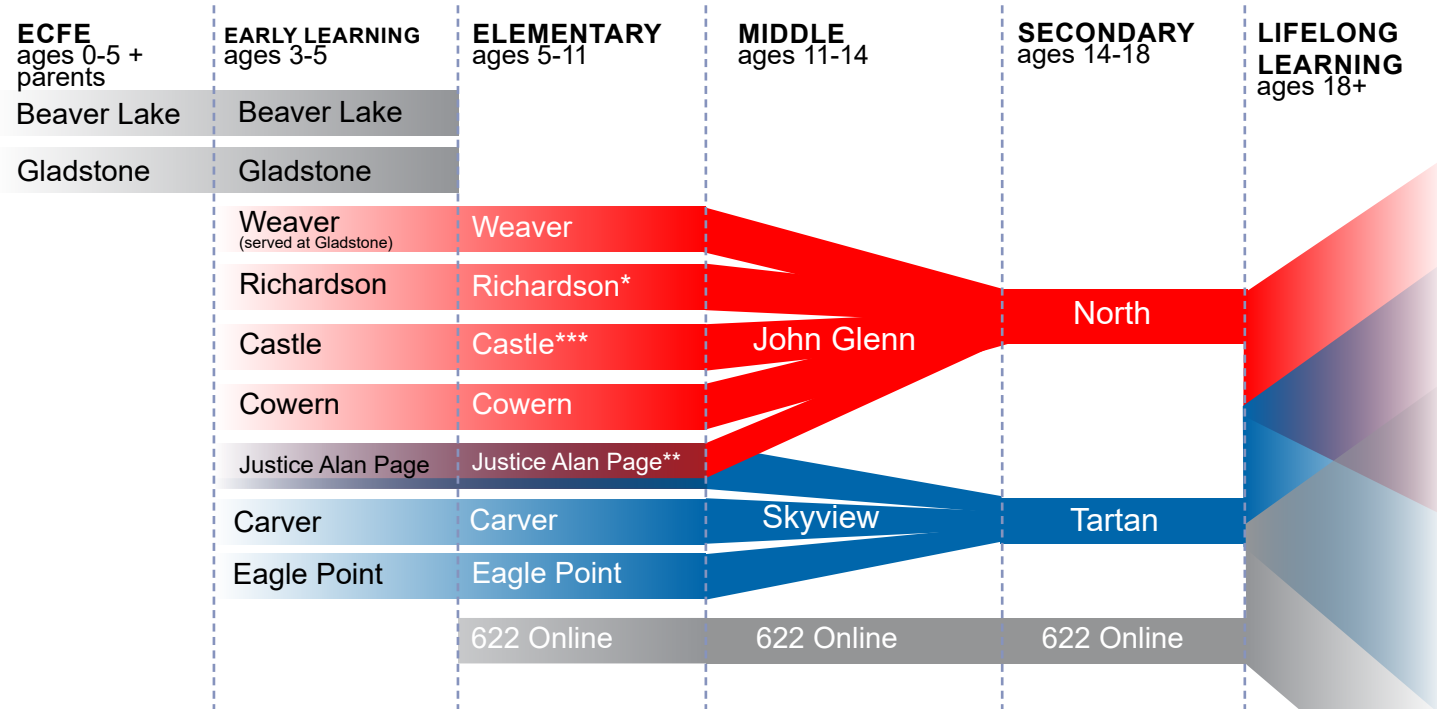 ECFE
ages 0-5 +
parents
EARLY LEARNING
ages 3-5
ELEMENTARY
ages 5-11
MIDDLE
ages 11-14
SECONDARY
ages 14-18
LIFELONG
LEARNING
ages 18+
Beaver Lake
Beaver Lake
Gladstone
Gladstone
Weaver
(served at Gladstone)
Weaver
Richardson
Richardson*
Castle
Castle***
Cowern
Cowern
Justice Alan Page
Justice Alan Page**
Carver
Carver
Eagle Point
Eagle Point
622 Online
John Glenn
Skyview
622 Online
North
Tartan
622 Online